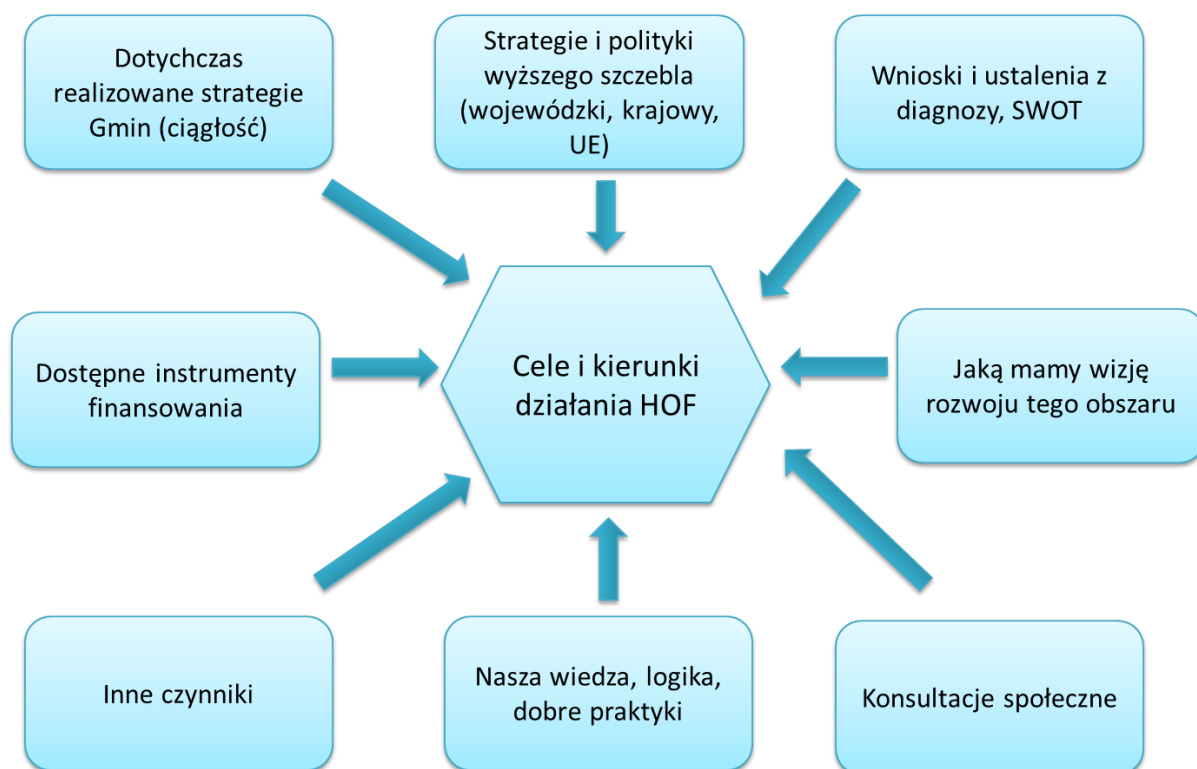 Dotychczas
realizowane strategie
Gmin (ciągłość)
Strategie i polityki
wyższego szczebla
(wojewódzki, krajowy,
UE)
Wnioski i ustalenia z
diagnozy, SWOT
Dostępne instrumenty
finansowania
Cele i kierunki
działania HOF
Jaką mamy wizję
rozwoju tego obszaru
Inne czynniki
Nasza wiedza, logika,
dobre praktyki
Konsultacje społeczne